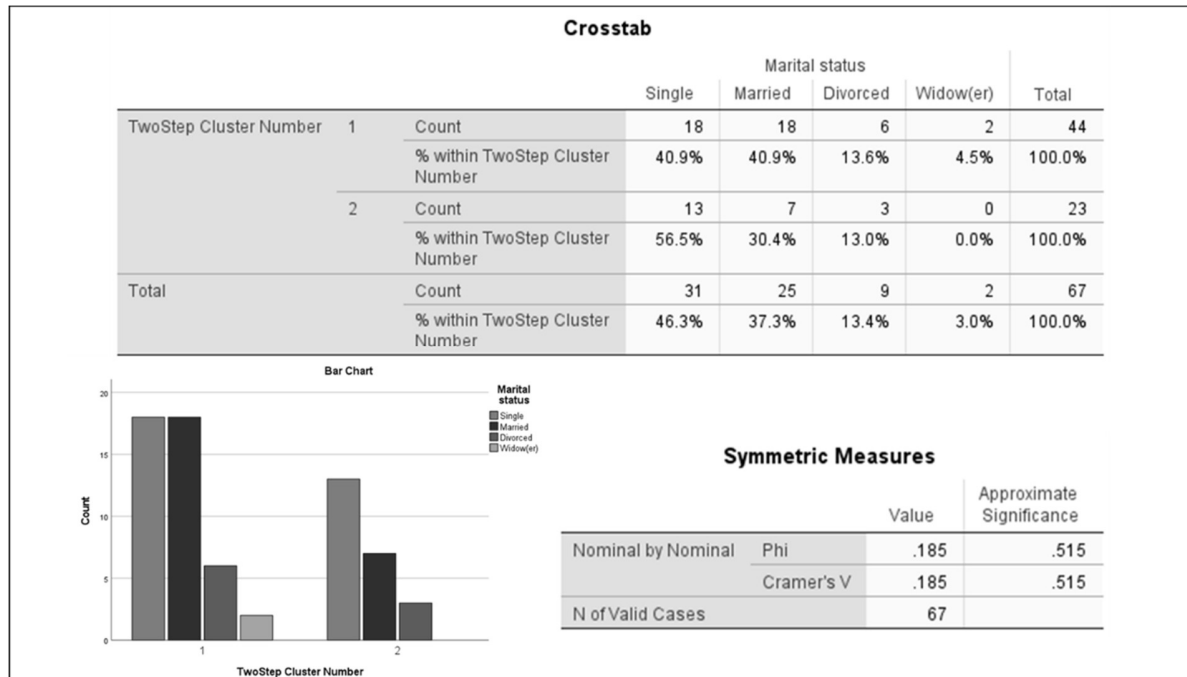 Crosstab
Marital status
Single Married Divorced Widow(er) Total
TwoStep Cluster Number 1 Count 18 18 6 2 44
% within TwoStep Cluster Number 40.9% 40.9% 13.6% 4.5% 100.0%
2 Count 13 7 3 0 23
% within TwoStep Cluster Number 56.5% 30.4% 13.0% 0.0% 100.0%
Total Count 31 25 9 2 67
% within TwoStep Cluster Number 46.3% 37.3% 13.4% 3.0% 100.0%
Bar Chart
20
15
10
5
0
Count
1 2
TwoStep Cluster Number
Marital
status
Single
Married
Divorced
Widow(er)
Symmetric Measures
Value Approximate Significance
Nominal by Nominal Phi .185 .515
Cramer's V .185 .515
N of Valid Cases 67